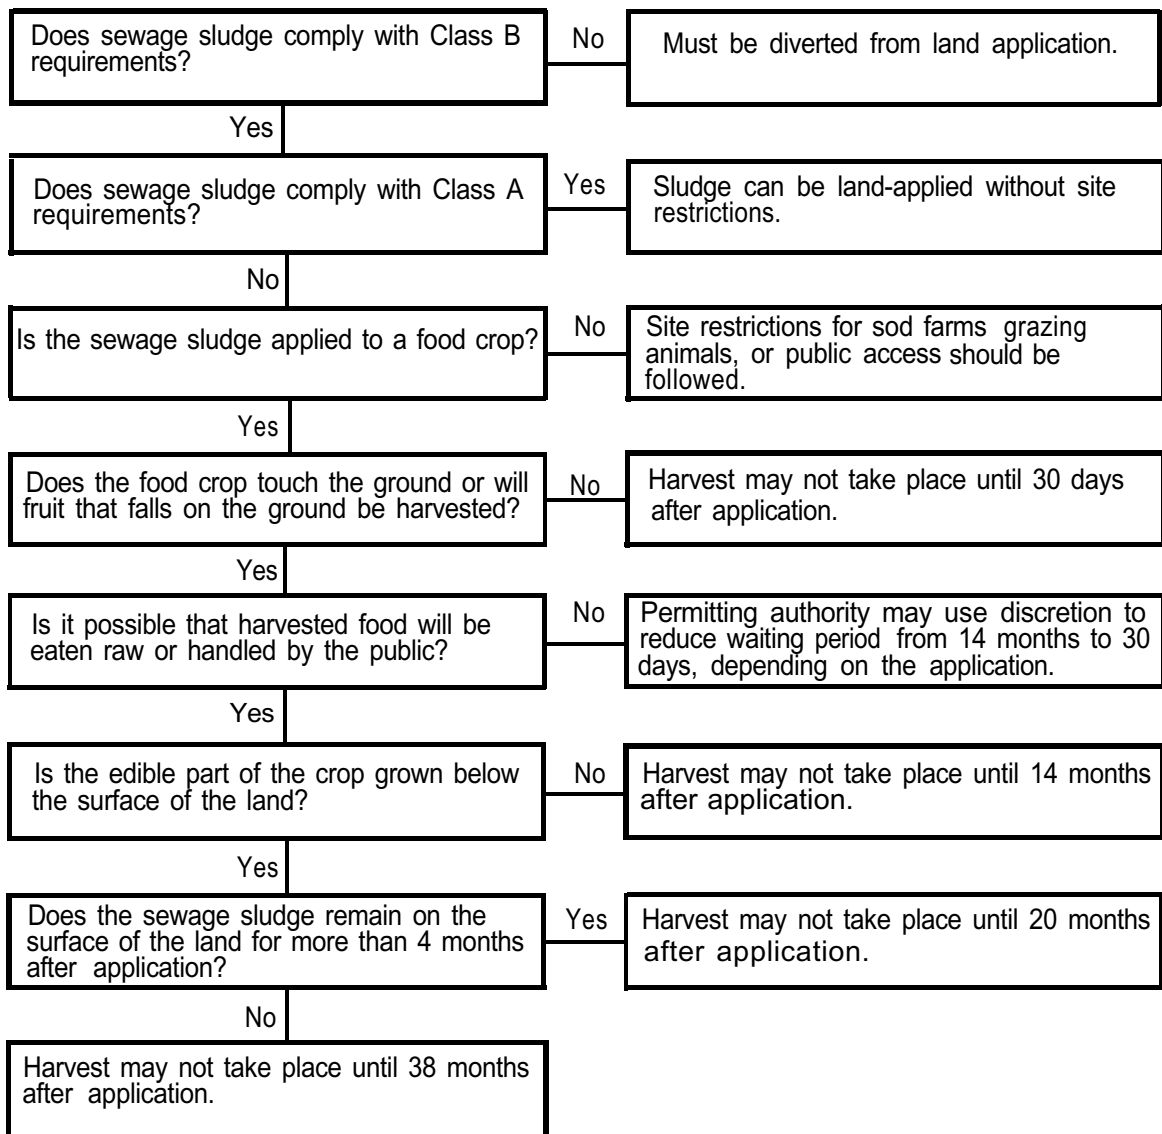 Does sewage sludge comply with Class B
requirements?
No
Must be diverted from land application.
Yes
Does sewage sludge comply with Class A
requirements?
Yes
Sludge can be land-applied without site
restrictions.
No
Is the sewage sludge applied to a food crop?
No
Site restrictions for sod farms grazing
animals, or public access should be
followed.
Yes
Does the food crop touch the ground or will
fruit that falls on the ground be harvested?
No
Harvest may not take place until 30 days
after application.
Yes
Is it possible that harvested food will be
eaten raw or handled by the public?
No
Permitting authority may use discretion to
reduce waiting period from 14 months to 30
days, depending on the application.
Yes
Is the edible part of the crop grown below
the surface of the land?
No
Harvest may not take place until 14 months
after application.
Yes
Does the sewage sludge remain on the
surface of the land for more than 4 months
after application?
Yes
Harvest may not take place until 20 months
after application.
No
Harvest may not take place until 38 months
after application.